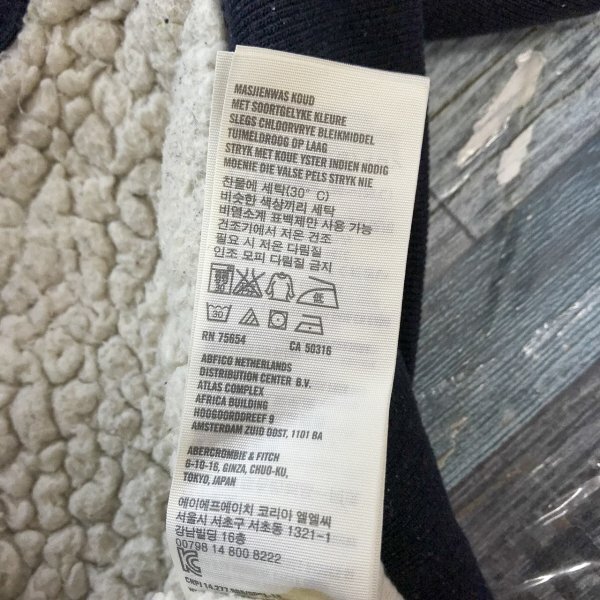 MASJIENWAS KOUD
MET SOORTGELYKE KLEURE
SLEGS CHLOORVRYE BLEIKMIDDEL
TUIMELDROOG OP LAAG
STRYK MET KOUE YSTER INDIEN NODIG
MOENIE DIE VALSE PELS STRYK NIE
찬물에 세탁(30° C)
비슷한 색상끼리 세탁
비염소계 표백제만 사용 가능
건조기에서 저온 건조
필요 시 저온 다림질
인조 모피 다림질 금지
低
30
RN 75654 CA 50316
ABFICO NETHERLANDS
DISTRIBUTION CENTER B.V.
ATLAS COMPLEX
AFRICA BUILDING
HOOGOORDDREEF 9
AMSTERDAM ZUID OOST, 1101 BA
ABERCROMBIE & FITCH
6-10-16, GINZA, CHUO-KU,
TOKYO, JAPAN
에이에프에이치 코리아 엘엘씨
서울시 서초구 서초동 1321-1
강남빌딩 16층
00798 14 800 8222
CNPJ 14.277